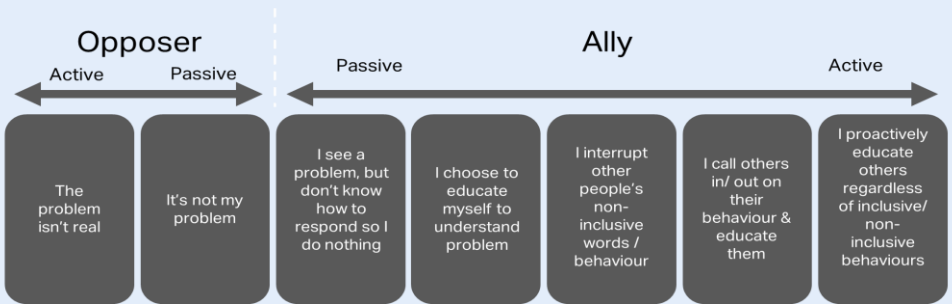 Opposer
Ally
Active
Passive
Passive
Active
The
problem
isn't real
It's not my
problem
I see a
problem, but
don't know
how to
respond so I
do nothing
I choose to
educate
myself to
understand
problem
I interrupt
other
people's
non-
inclusive
words /
behaviour
I call others
in/ out on
their
behaviour &
educate
them
I proactively
educate
others
regardless
of inclusive/
non-
inclusive
behaviours